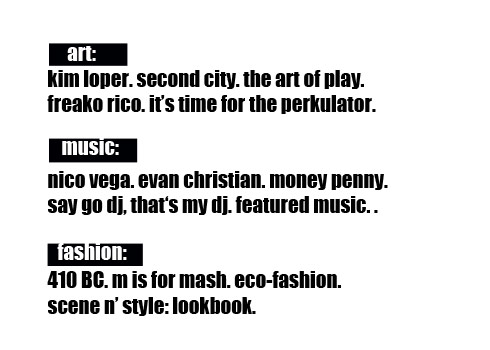 art:
kim loper. second city. the art of play.
freako rico. it’s time for the perkulator.
music:
nico vega. evan christian. money penny.
say go dj, that‘s my dj. featured music. .
fashion:
410 BC. m is for mash. eco-fashion.
scene n’ style: lookbook.